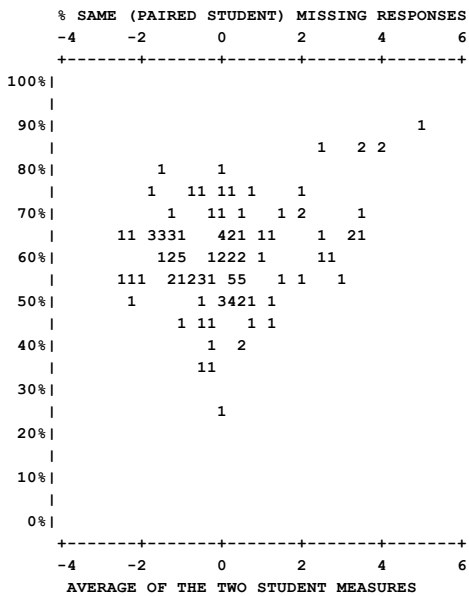 % SAME (PAIRED STUDENT) MISSING RESPONSES
-4 -2 0 2 4 6
+-------+-------+-------+-------+-------+
100%|
|
90%| 1
| 1 2 2
80%| 1 1
| 1 11 11 1 1
70%| 1 11 1 1 2 1
| 11 3331 421 11 1 21
60%| 125 1222 1 11
| 111 21231 55 1 1 1
50%| 1 1 3421 1
| 1 11 1 1
40%| 1 2
| 11
30%|
| 1
20%|
|
10%|
|
0%|
+-------+-------+-------+-------+-------+
-4 -2 0 2 4 6
AVERAGE OF THE TWO STUDENT MEASURES